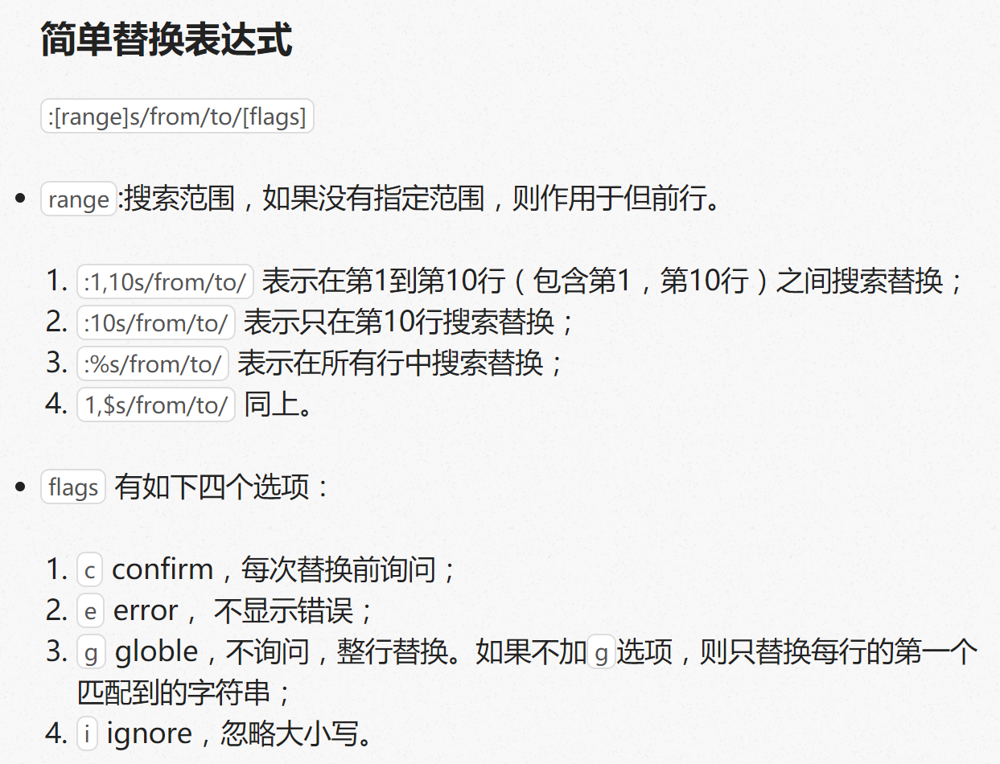 简单替换表达式
:[range]s/from/to/[flags]
• range:搜索范围，如果没有指定范围，则作用于但前行。
1. :1,10s/from/to/ 表示在第1到第10行（包含第1，第10行）之间搜索替换；
2. :10s/from/to/ 表示只在第10行搜索替换；
3. :%s/from/to/ 表示在所有行中搜索替换；
4. 1,$s/from/to/ 同上。
• flags 有如下四个选项：
1. c confirm，每次替换前询问；
2. e error， 不显示错误；
3. g globle，不询问，整行替换。如果不加g选项，则只替换每行的第一个
匹配到的字符串；
4. i ignore，忽略大小写。